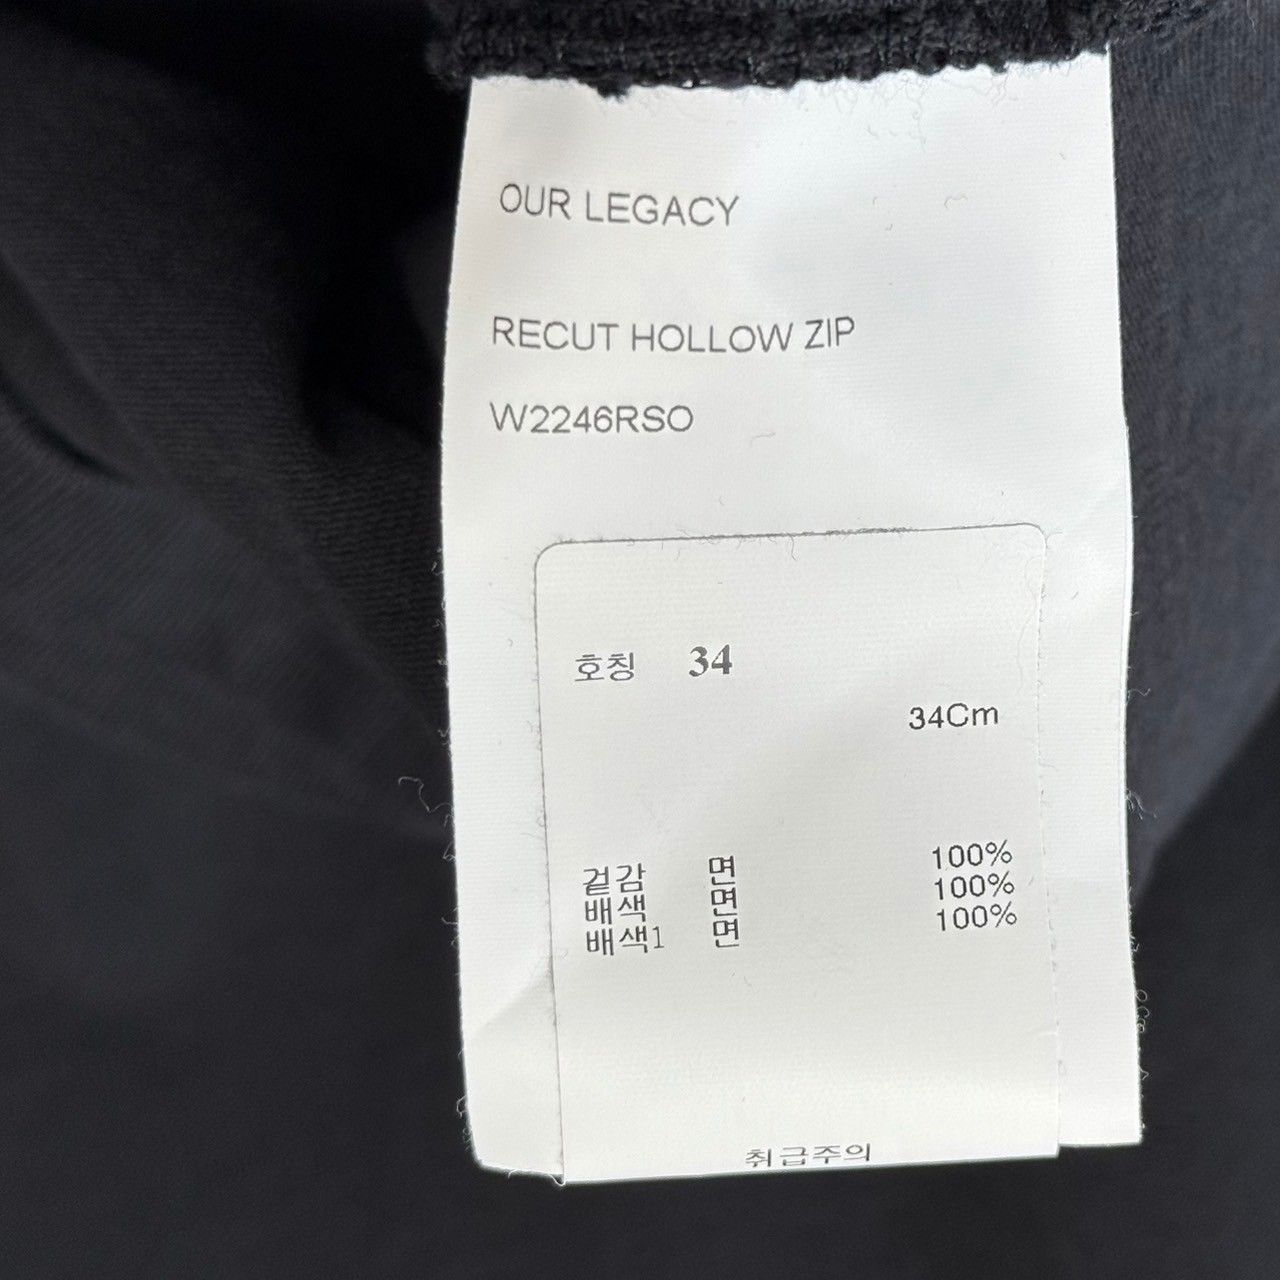 OUR LEGACY
RECUT HOLLOW ZIP
W2246RSO
호칭 34
34Cm
겉감 면 100%
배색 면 100%
배색1 면 100%
취급주의